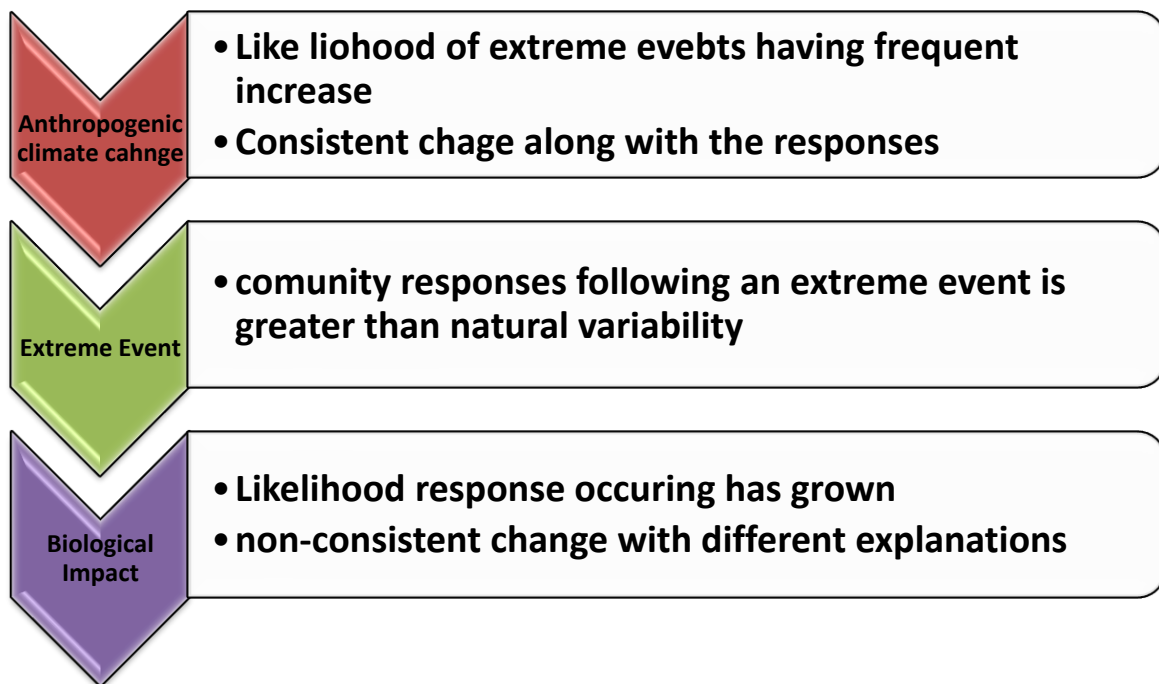 Anthropogenic
climate cahnge
• Like liohood of extreme evebts having frequent
increase
• Consistent chage along with the responses
Extreme Event
• comunity responses following an extreme event is
greater than natural variability
Biological
Impact
• Likelihood response occuring has grown
• non-consistent change with different explanations